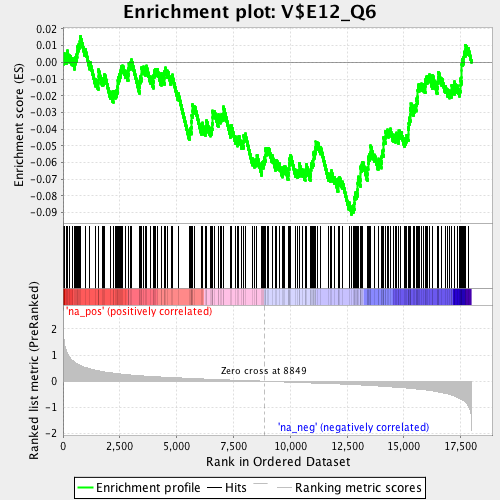 Enrichment plot: V$E12_Q6
Enrichment score (ES)
0.02
0.01
0.00
-0.01
-0.02
-0.03
-0.04
-0.05
-0.06
-0.07
-0.08
-0.09
'na_pos' (positively correlated)
Ranked list metric (PreRanked)
2
1
0
-1
-2
Zero cross at 8849
'na_neg' (negatively correlated)
0
2,500
5,000
7,500
10,000
12,500
15,000
17,500
Rank in Ordered Dataset
Enrichment profile
Hits
Ranking metric scores